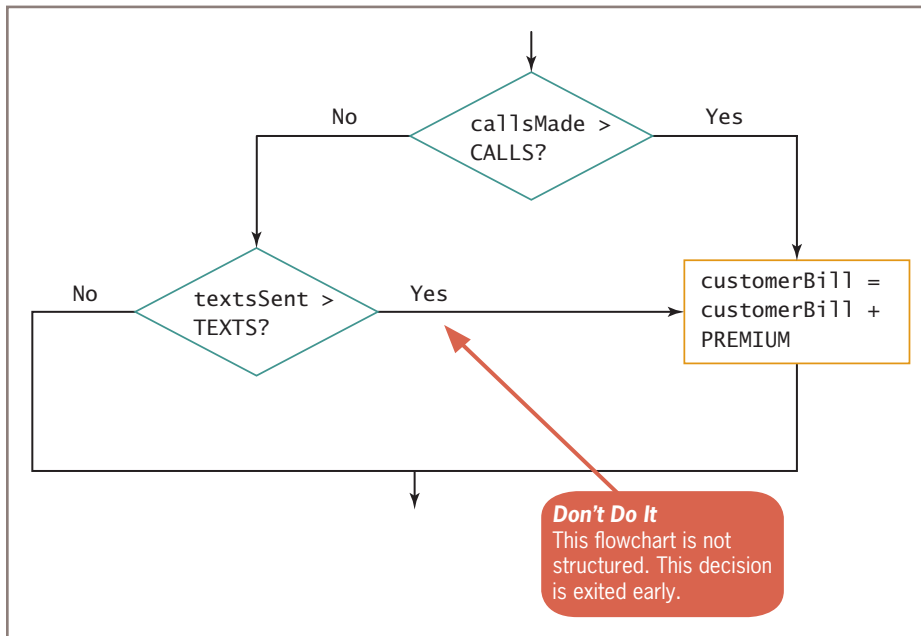 No
callsMade >
CALLS?
Yes
No
textsSent >
TEXTS?
Yes
customerBill =
customerBill +
PREMIUM
Don't Do It
This flowchart is not
structured. This decision
is exited early.